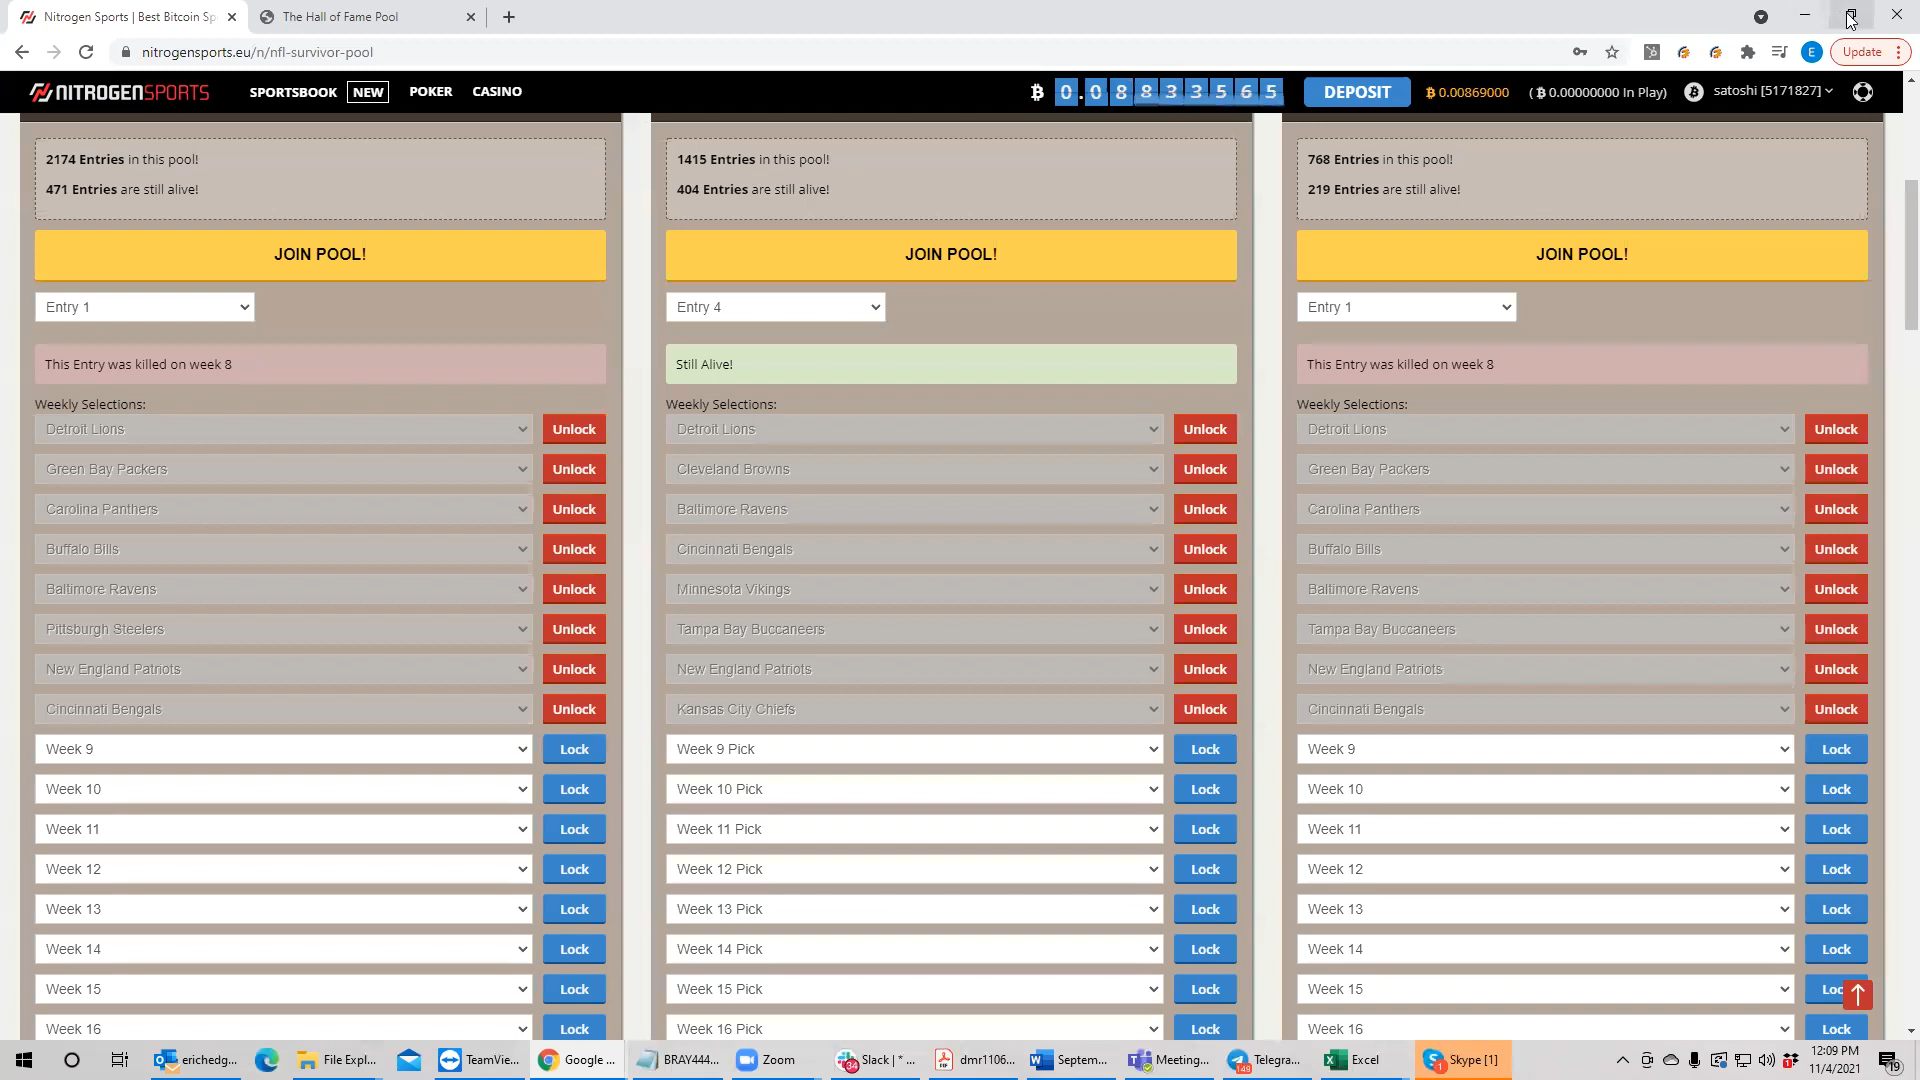 Nitrogen Sports | Best Bitcoin Sp
The Hall of Fame Pool
nitrogensports.eu/n/nfl-survivor-pool
Update
NITROGENSPORTS
SPORTSBOOK NEW POKER CASINO
0.08833565
DEPOSIT
0.00869000
( 0.00000000 In Play)
satoshi [5171827]
2174 Entries in this pool!
471 Entries are still alive!
JOIN POOL!
Entry 1
This Entry was killed on week 8
Weekly Selections:
Detroit Lions Unlock
Green Bay Packers Unlock
Carolina Panthers Unlock
Buffalo Bills Unlock
Baltimore Ravens Unlock
Pittsburgh Steelers Unlock
New England Patriots Unlock
Cincinnati Bengals Unlock
Week 9 Lock
Week 10 Lock
Week 11 Lock
Week 12 Lock
Week 13 Lock
Week 14 Lock
Week 15 Lock
Week 16 Lock
1415 Entries in this pool!
404 Entries are still alive!
JOIN POOL!
Entry 4
Still Alive!
Weekly Selections:
Detroit Lions Unlock
Cleveland Browns Unlock
Baltimore Ravens Unlock
Cincinnati Bengals Unlock
Minnesota Vikings Unlock
Tampa Bay Buccaneers Unlock
New England Patriots Unlock
Kansas City Chiefs Unlock
Week 9 Pick Lock
Week 10 Pick Lock
Week 11 Pick Lock
Week 12 Pick Lock
Week 13 Pick Lock
Week 14 Pick Lock
Week 15 Pick Lock
Week 16 Pick Lock
768 Entries in this pool!
219 Entries are still alive!
JOIN POOL!
Entry 1
This Entry was killed on week 8
Weekly Selections:
Detroit Lions Unlock
Green Bay Packers Unlock
Carolina Panthers Unlock
Buffalo Bills Unlock
Baltimore Ravens Unlock
Tampa Bay Buccaneers Unlock
New England Patriots Unlock
Cincinnati Bengals Unlock
Week 9 Lock
Week 10 Lock
Week 11 Lock
Week 12 Lock
Week 13 Lock
Week 14 Lock
Week 15 Loc
Week 16 Lock
erichedg... File Expl... TeamVie... Google ... BRAY444... Zoom 34 Slack | * ... dmr1106... Septem... Meeting... 149 Telegra... Excel 1 Skype [1]
12:09 PM
11/4/2021
19